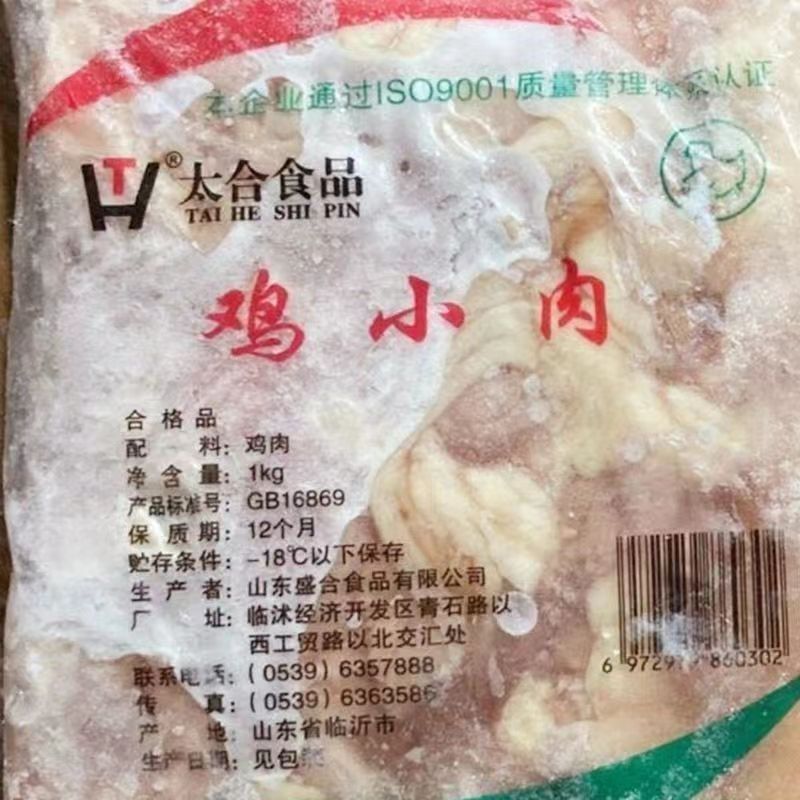 本企业通过ISO9001质量管理体系认证
TH® 太合食品
TAI HE SHI PIN
鸡小肉
合格品
配料：鸡肉
净含量：1kg
产品标准号：GB16869
保质期：12个月
贮存条件：-18℃以下保存
生产者：山东盛合食品有限公司
厂址：临沭经济开发区青石路以
西工贸路以北交汇处
联系电话：(0539) 6357888
传真：(0539) 6363586
产地：山东省临沂市
生产日期：见包